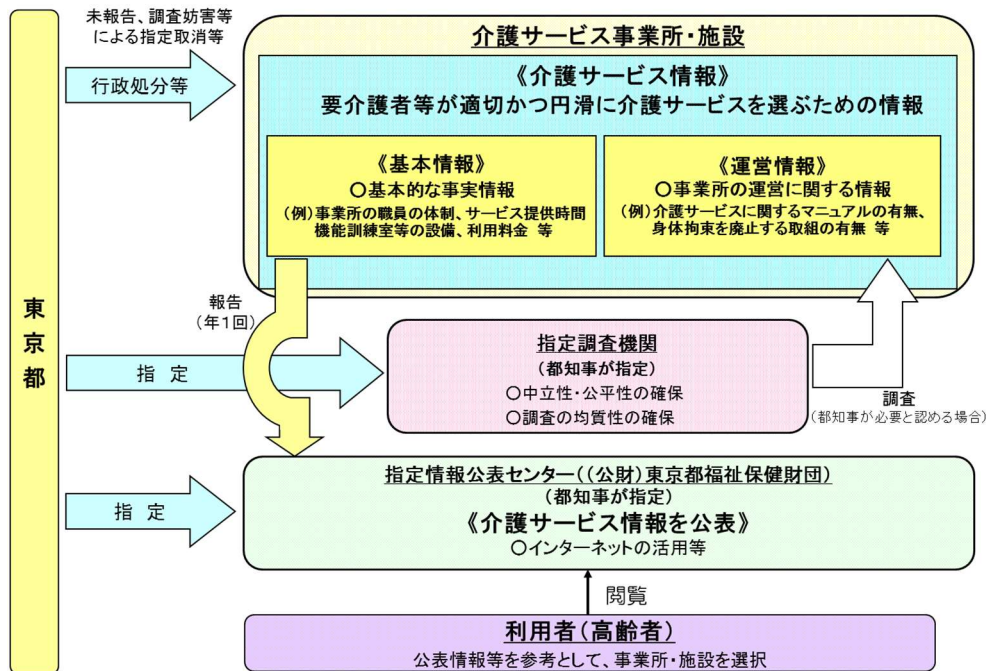 東京都
未報告、調査妨害等
による指定取消等
行政処分等
介護サービス事業所・施設
《介護サービス情報》
要介護者等が適切かつ円滑に介護サービスを選ぶための情報
《基本情報》
○基本的な事実情報
(例)事業所の職員の体制、サービス提供時間
機能訓練室等の設備、利用料金 等
《運営情報》
○事業所の運営に関する情報
(例)介護サービスに関するマニュアルの有無、
身体拘束を廃止する取組の有無 等
報告
(年1回)
指 定
指定調査機関
(都知事が指定)
○中立性・公平性の確保
○調査の均質性の確保
調査
(都知事が必要と認める場合)
指 定
指定情報公表センター((公財)東京都福祉保健財団)
(都知事が指定)
《介護サービス情報を公表》
○インターネットの活用等
閲覧
利用者(高齢者)
公表情報等を参考として、事業所・施設を選択